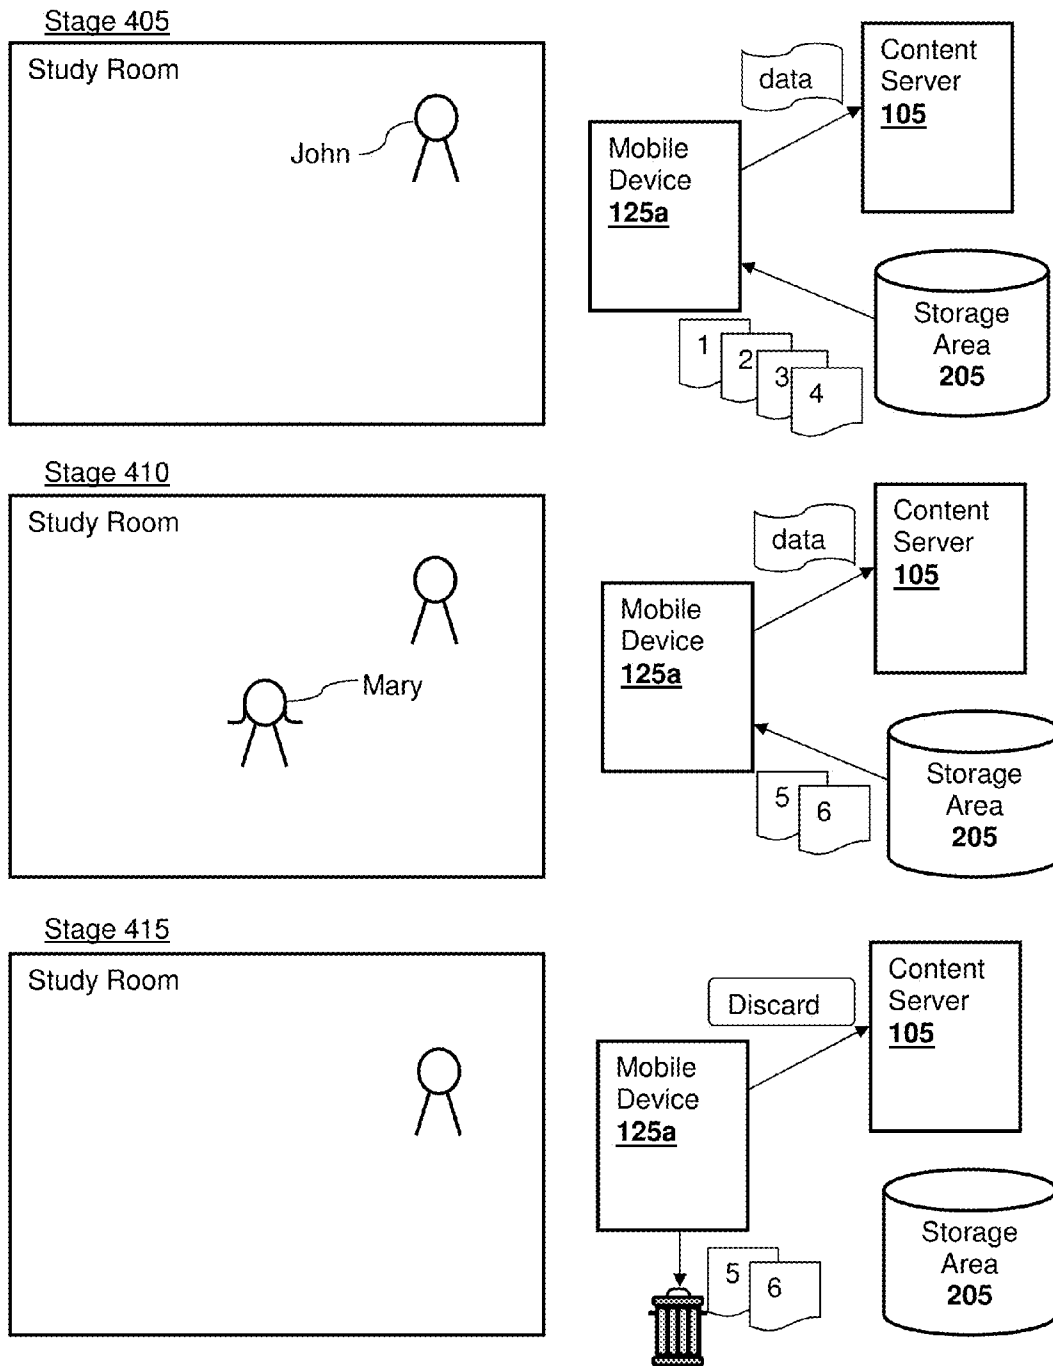 Stage 405
Study Room
John
data
Content
Server
105
Mobile
Device
125a
Storage
Area
205
1
2
3
4
Stage 410
Study Room
Mary
data
Content
Server
105
Mobile
Device
125a
Storage
Area
205
5
6
Stage 415
Study Room
Discard
Content
Server
105
Mobile
Device
125a
Storage
Area
205
5
6